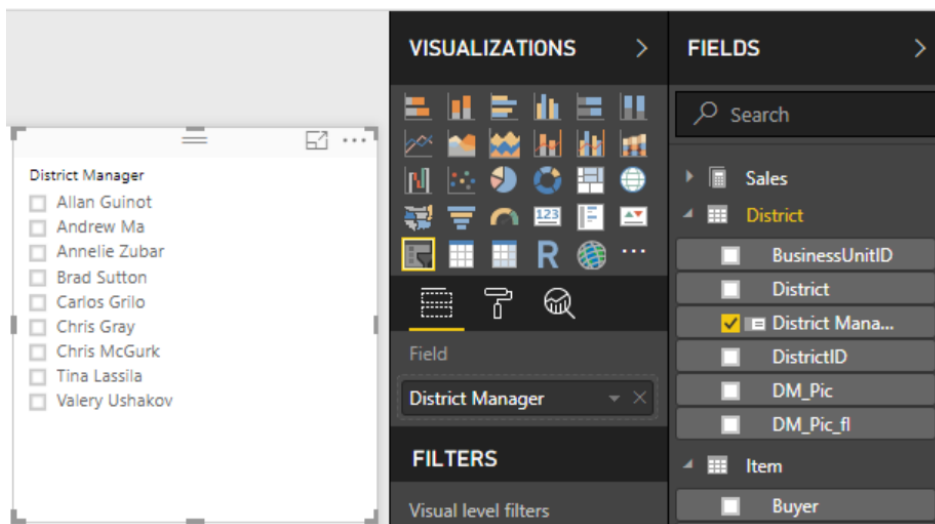 District Manager
Allan Guinot
Andrew Ma
Annelie Zubar
Brad Sutton
Carlos Grilo
Chris Gray
Chris McGurk
Tina Lassila
Valery Ushakov
VISUALIZATIONS
123
R
Field
District Manager
FILTERS
Visual level filters
FIELDS
Search
Sales
District
BusinessUnitID
District
District Mana...
DistrictID
DM_Pic
DM_Pic_fl
Item
Buyer